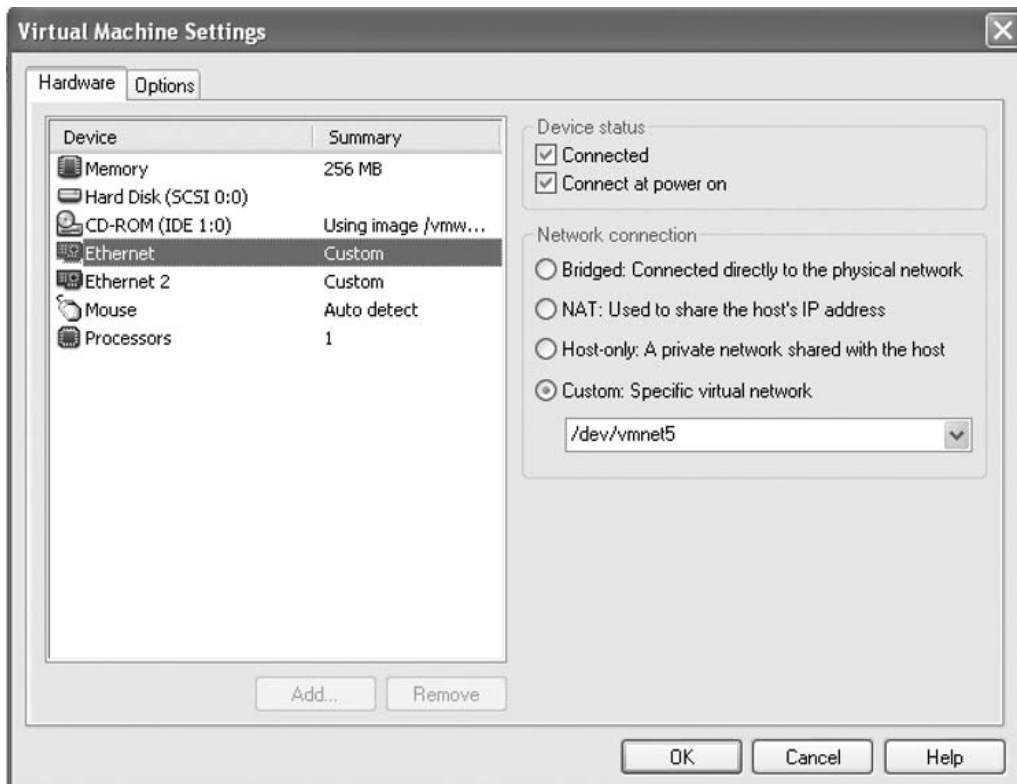 Virtual Machine Settings
Hardware Options
Device Summary
Memory 256 MB
Hard Disk (SCSI 0:0)
CD-ROM (IDE 1:0) Using image /vmw...
Ethernet Custom
Ethernet 2 Custom
Mouse Auto detect
Processors 1
Add... Remove
Device status
Connected
Connect at power on
Network connection
Bridged: Connected directly to the physical network
NAT: Used to share the host's IP address
Host-only: A private network shared with the host
Custom: Specific virtual network
/dev/vmnet5
OK Cancel Help